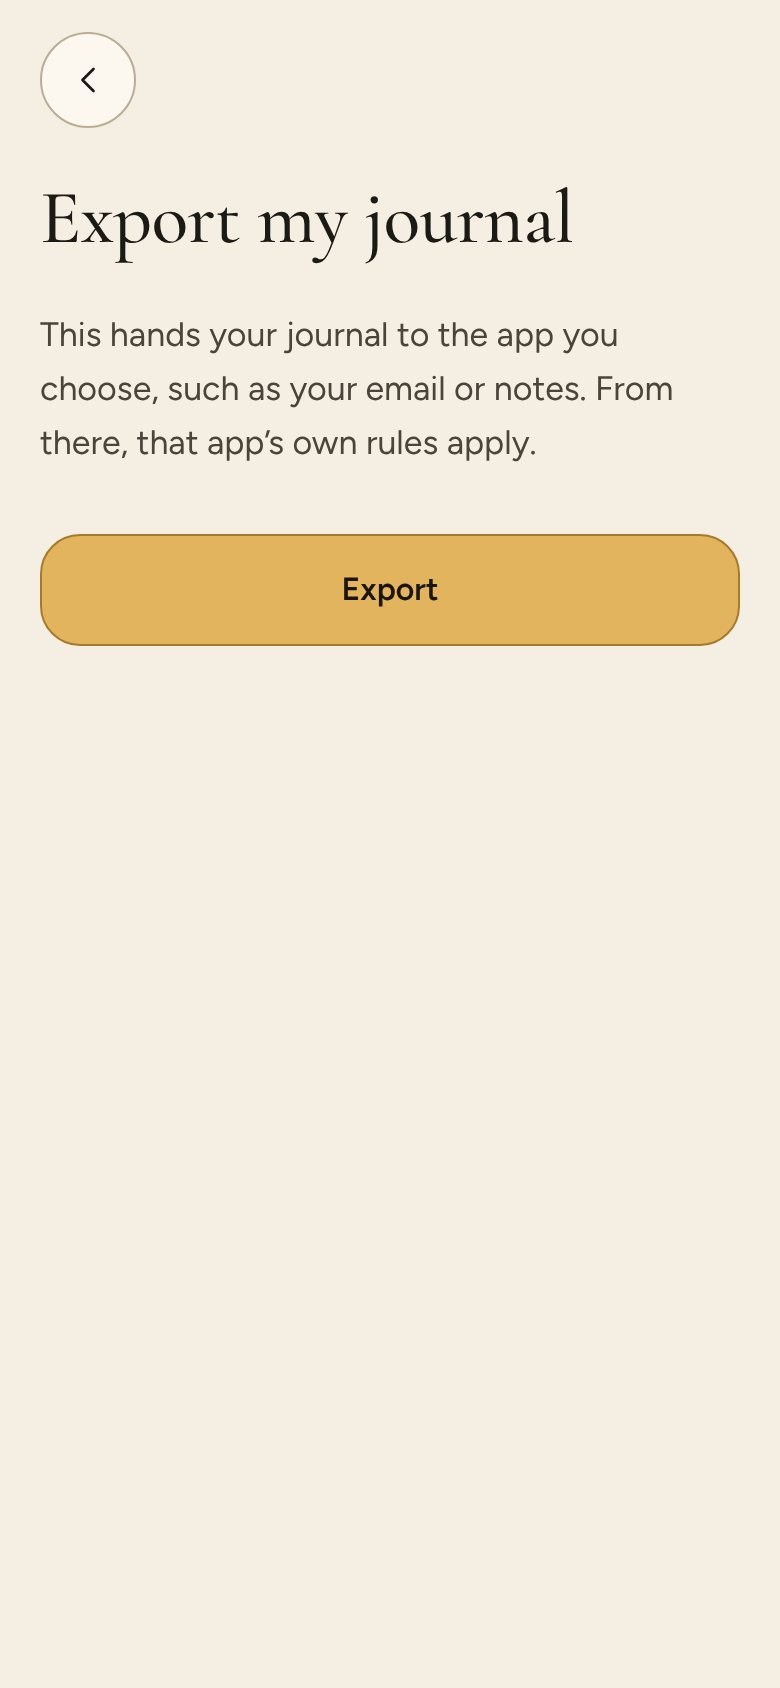 Export my journal
This hands your journal to the app you
choose, such as your email or notes. From
there, that app’s own rules apply.
Export